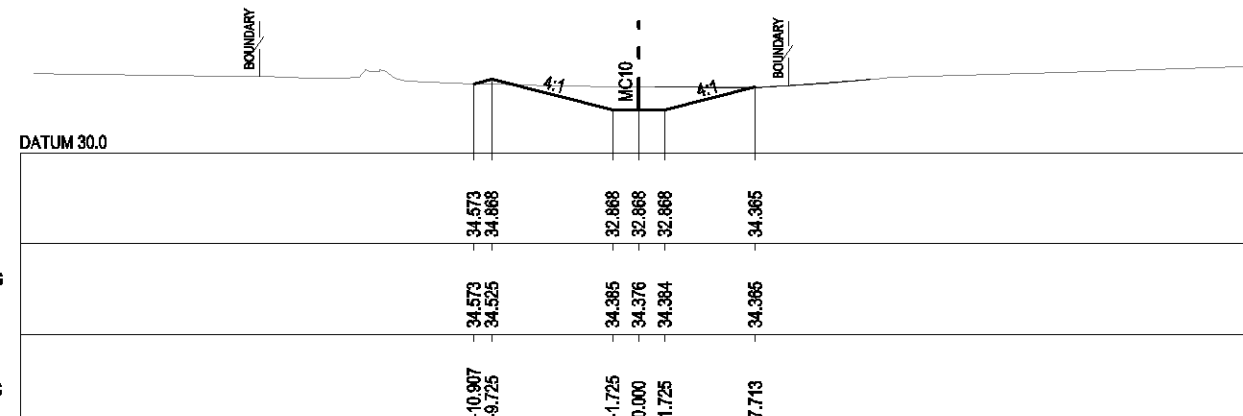 BOUNDARY
BOUNDARY
4:1
MC10
4:1
DATUM 30.0
34.573 34.868 32.868 32.868 32.868 34.365
34.573 34.525 34.385 34.376 34.384 34.365
-10.907 -9.725 -1.725 0.000 1.725 7.713